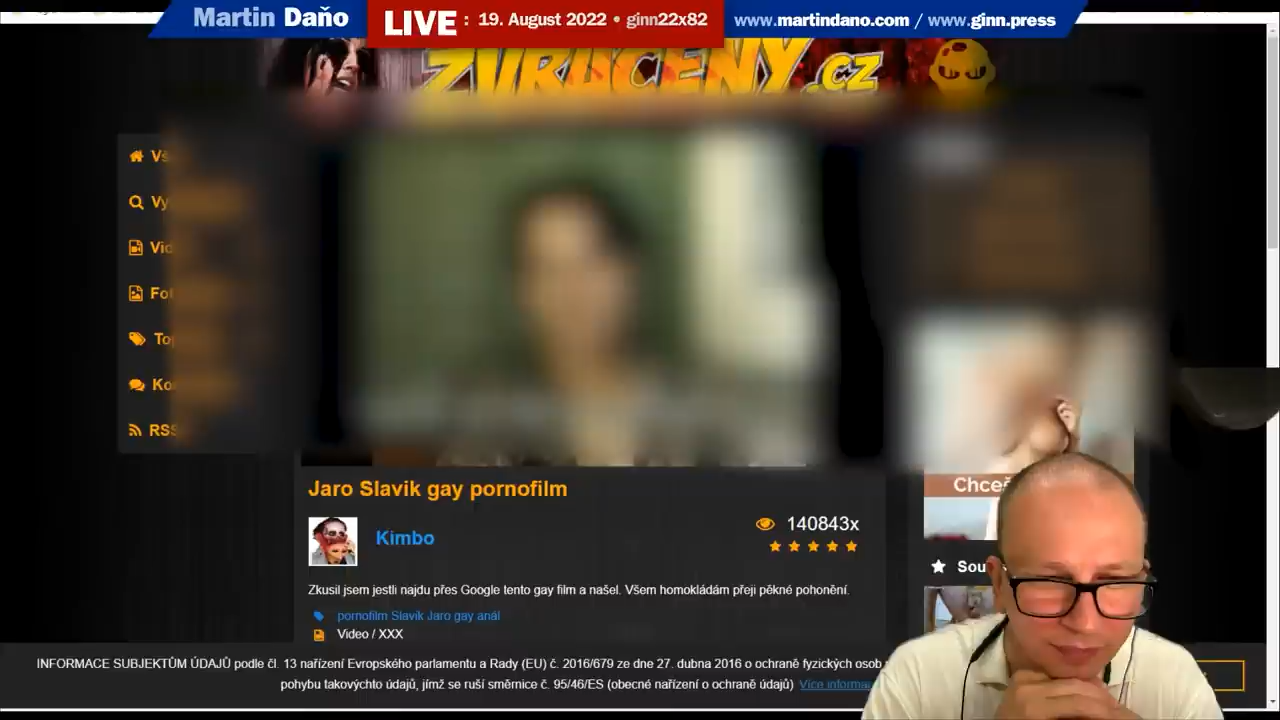 Martin Daňo
LIVE : 19. August 2022 • ginn22x82
www.martindano.com / www.ginn.press
ZVRACENY.cz
RSS
Jaro Slavik gay pornofilm
Kimbo
140843x
Zkusil jsem jestli najdu přes Google tento gay film a našel. Všem homokládám přeji pěkné pohonění.
pornofilm Slavik Jaro gay anál
Video / XXX
INFORMACE SUBJEKTŮM ÚDAJŮ podle čl. 13 nařízení Evropského parlamentu a Rady (EU) č. 2016/679 ze dne 27. dubna 2016 o ochraně fyzických osob
pohybu takovýchto údajů, jímž se ruší směrnice č. 95/46/ES (obecné nařízení o ochraně údajů)